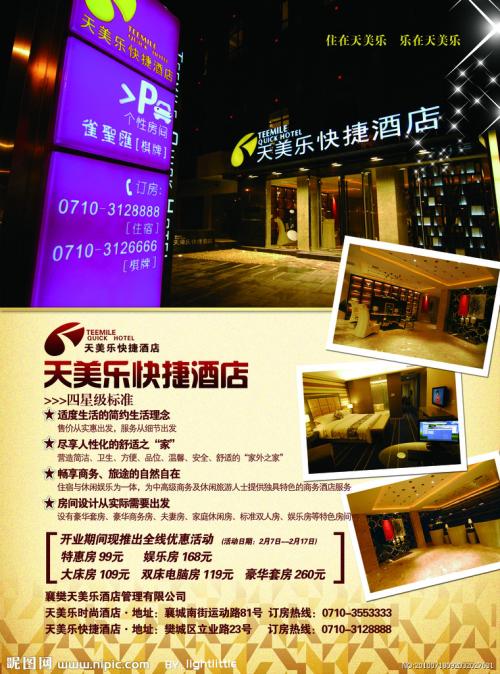 住在天美乐 乐在天美乐
TEEMILE
QUICK HOTEL
天美乐快捷酒店
P
个性房间
雀聖匯[棋牌]
订房:
0710-3128888
[住宿]
0710-3126666
[棋牌]
TEEMILE
QUICK HOTEL
天美乐快捷酒店
TEEMILE
QUICK HOTEL
天美乐快捷酒店
天美乐快捷酒店
>>>四星级标准
★ 适度生活的简约生活理念
售价从实惠出发，服务从细节出发
★ 尽享人性化的舒适之“家”
营造简洁、卫生、方便、品位、温馨、安全、舒适的“家外之家”
★ 畅享商务、旅途的自然自在
住宿与休闲娱乐为一体，为中高级商务及休闲旅游人士提供独具特色的商务酒店服务
★ 房间设计从实际需要出发
设有豪华套房、豪华商务房、夫妻房、家庭休闲房、标准双人房、娱乐房等特色房间
开业期间现推出全线优惠活动 (活动日期: 2月7日—2月17日)
特惠房 99元 娱乐房 168元
大床房 109元 双床电脑房 119元 豪华套房 260元
襄樊天美乐酒店管理有限公司
天美乐时尚酒店·地址: 襄城南街运动路81号 订房热线: 0710-3553333
天美乐快捷酒店·地址: 樊城区立业路23号 订房热线: 0710-3128888
昵图网 www.nipic.com BY: lightlittle